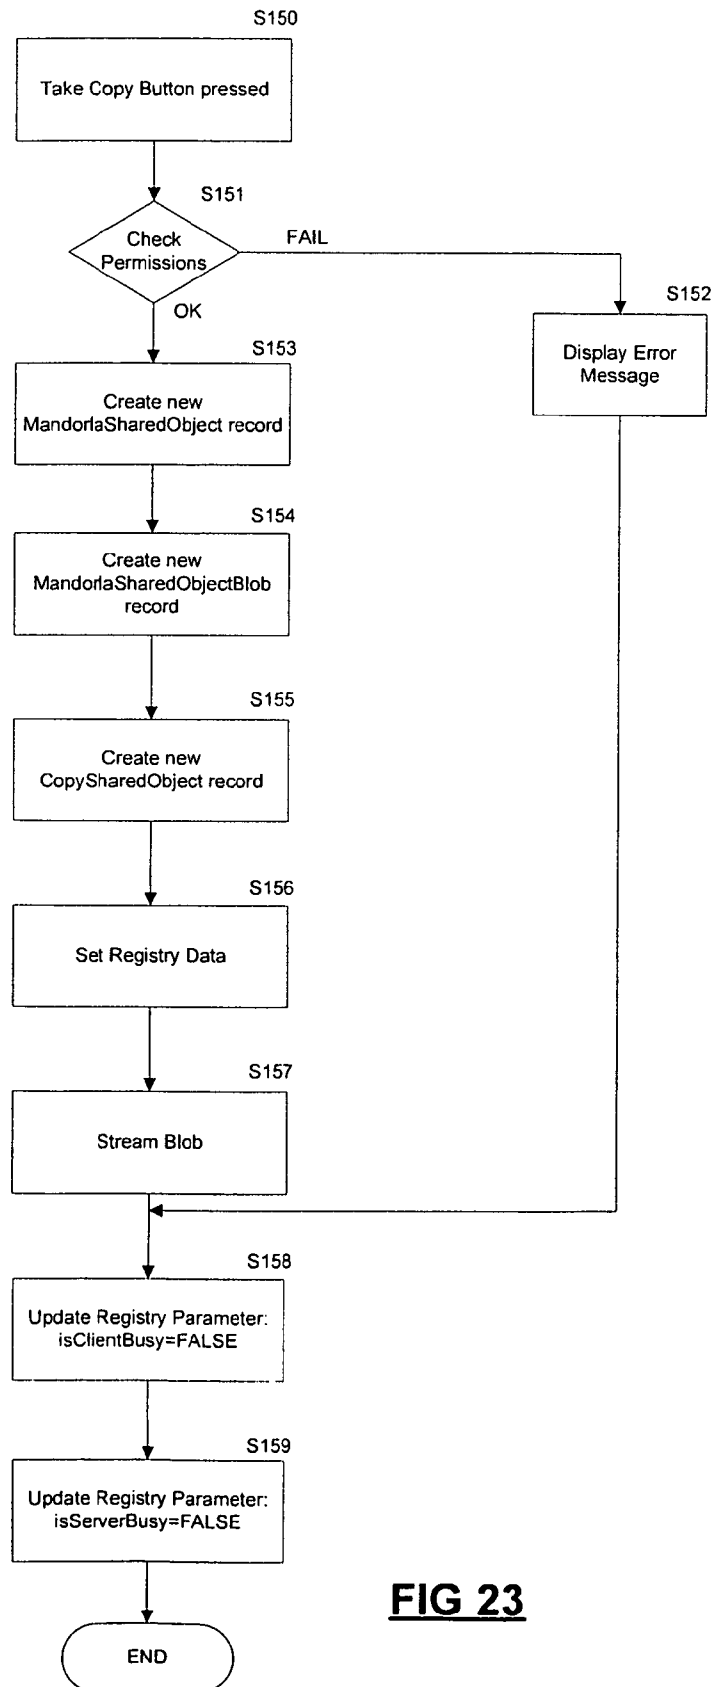 S150
Take Copy Button pressed
S151
Check
Permissions
FAIL
OK
S152
Display Error
Message
S153
Create new
MandorlaSharedObject record
S154
Create new
MandorlaSharedObjectBlob
record
S155
Create new
CopySharedObject record
S156
Set Registry Data
S157
Stream Blob
S158
Update Registry Parameter:
isClientBusy=FALSE
S159
Update Registry Parameter:
isServerBusy=FALSE
END
FIG 23